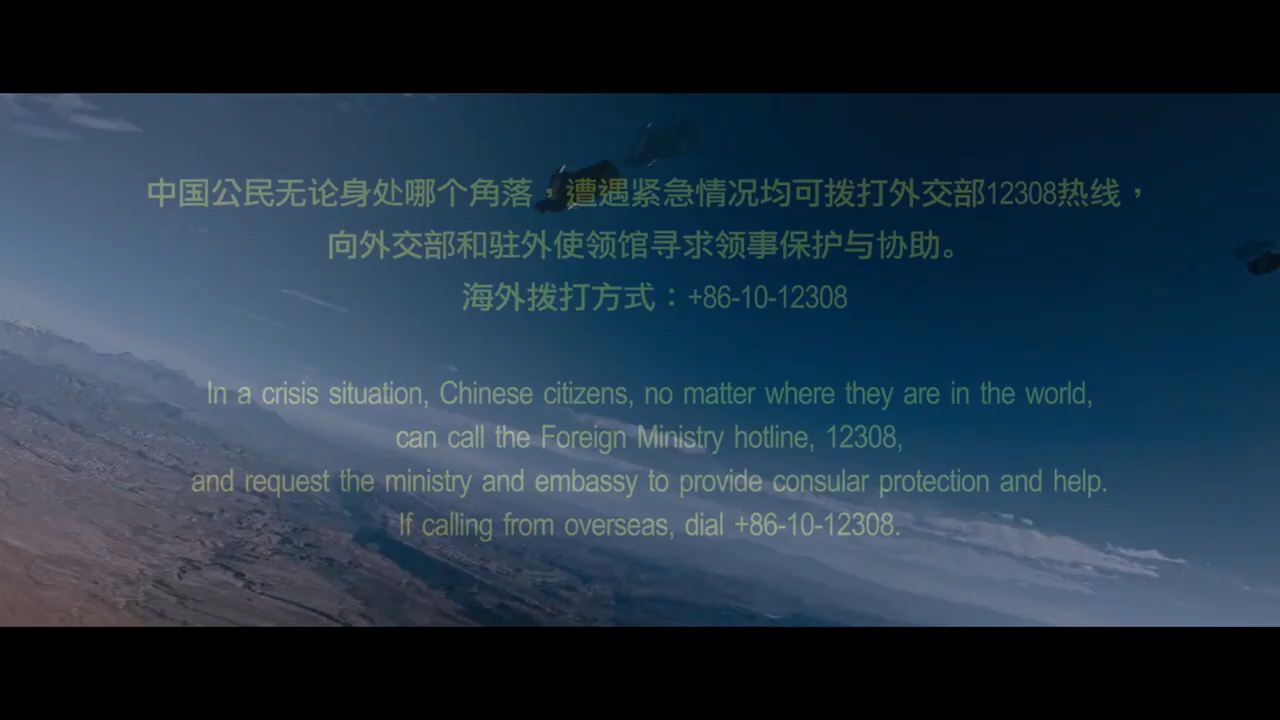 中国公民无论身处哪个角落，遭遇紧急情况均可拨打外交部12308热线，
向外交部和驻外使领馆寻求领事保护与协助。
海外拨打方式：+86-10-12308
In a crisis situation, Chinese citizens, no matter where they are in the world,
can call the Foreign Ministry hotline, 12308,
and request the ministry and embassy to provide consular protection and help.
If calling from overseas, dial +86-10-12308.